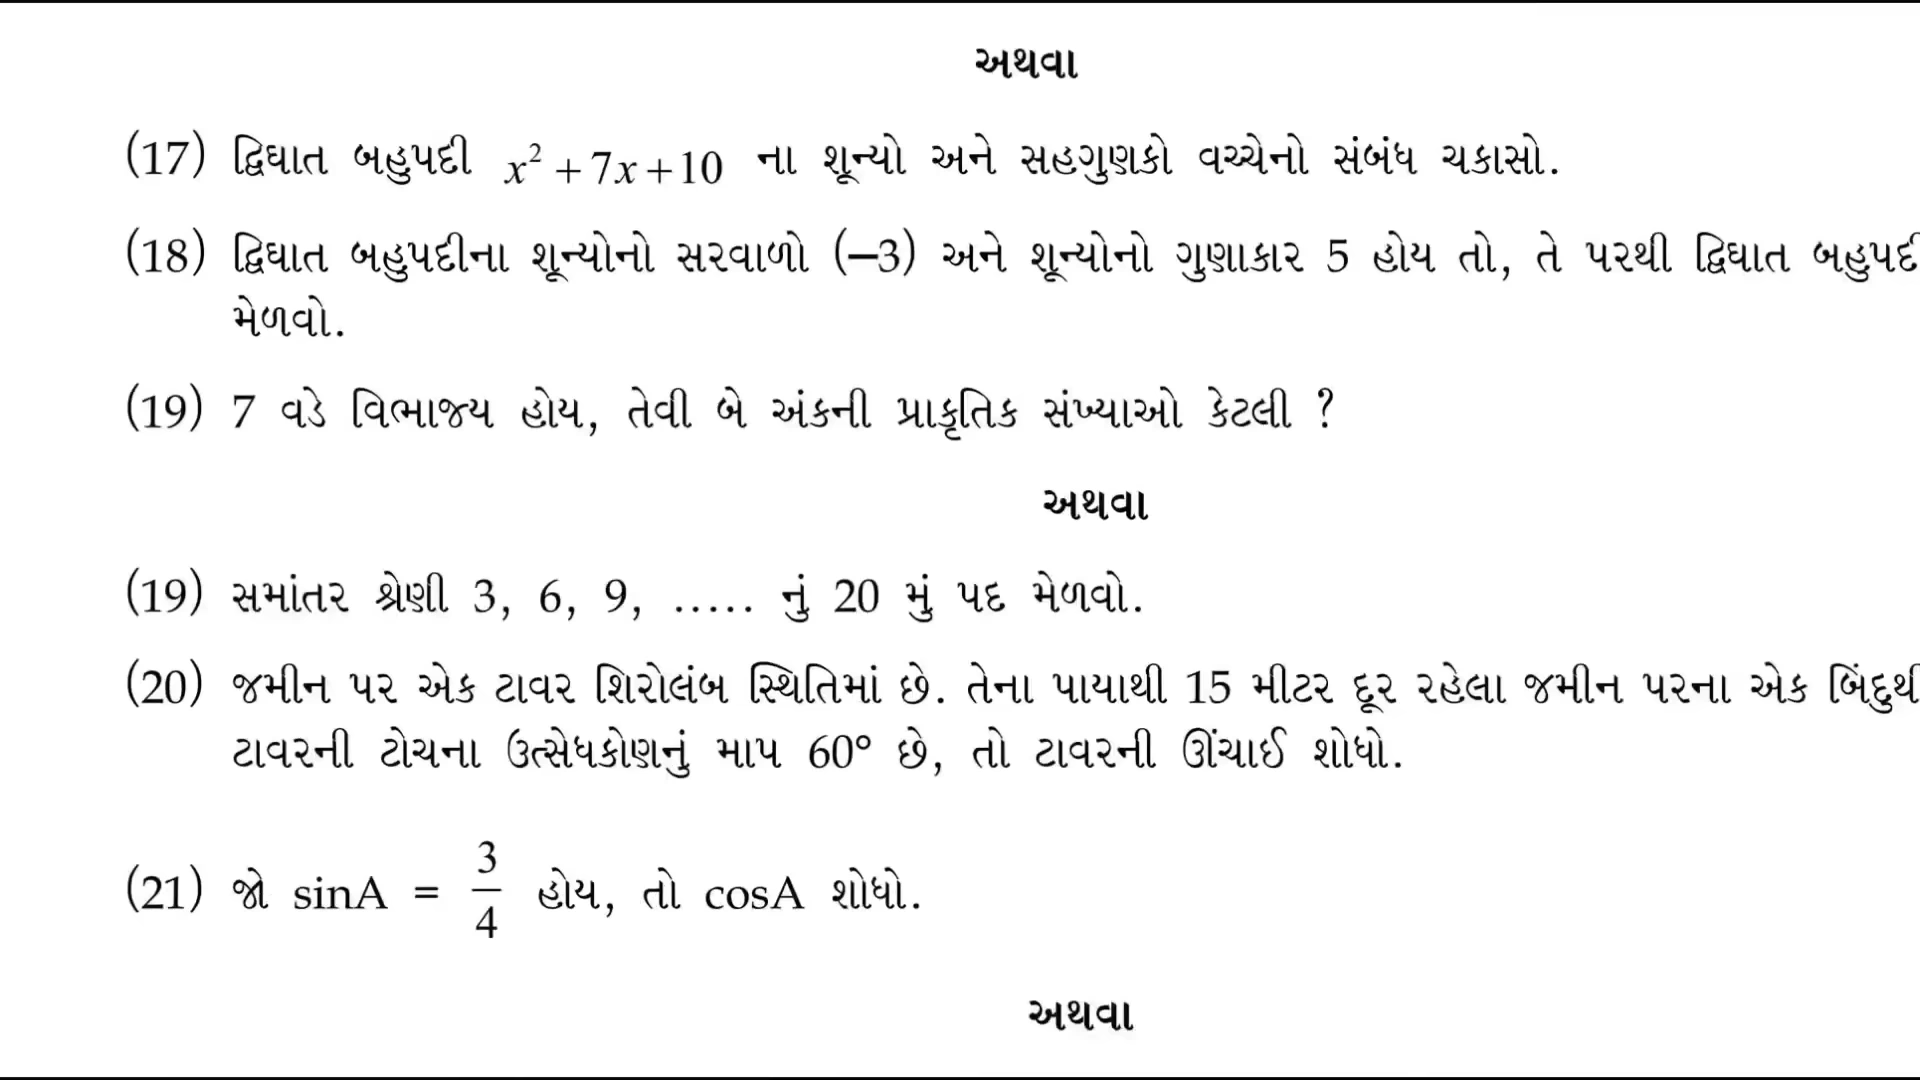 અથવા
(17) દ્વિઘાત બહુપદી x² + 7x + 10 ના શૂન્યો અને સહગુણકો વચ્ચેનો સંબંધ ચકાસો.
(18) દ્વિઘાત બહુપદીના શૂન્યોનો સરવાળો (–3) અને શૂન્યોનો ગુણાકાર 5 હોય તો, તે પરથી દ્વિઘાત બહુપદી
મેળવો.
(19) 7 વડે વિભાજ્ય હોય, તેવી બે અંકની પ્રાકૃતિક સંખ્યાઓ કેટલી ?
અથવા
(19) સમાંતર શ્રેણી 3, 6, 9, ..... નું 20 મું પદ મેળવો.
(20) જમીન પર એક ટાવર શિરોલંબ સ્થિતિમાં છે. તેના પાયાથી 15 મીટર દૂર રહેલા જમીન પરના એક બિંદુથી
ટાવરની ટોચના ઉત્સેધકોણનું માપ 60° છે, તો ટાવરની ઊંચાઈ શોધો.
(21) જો sinA = 3/4 હોય, તો cosA શોધો.
અથવા